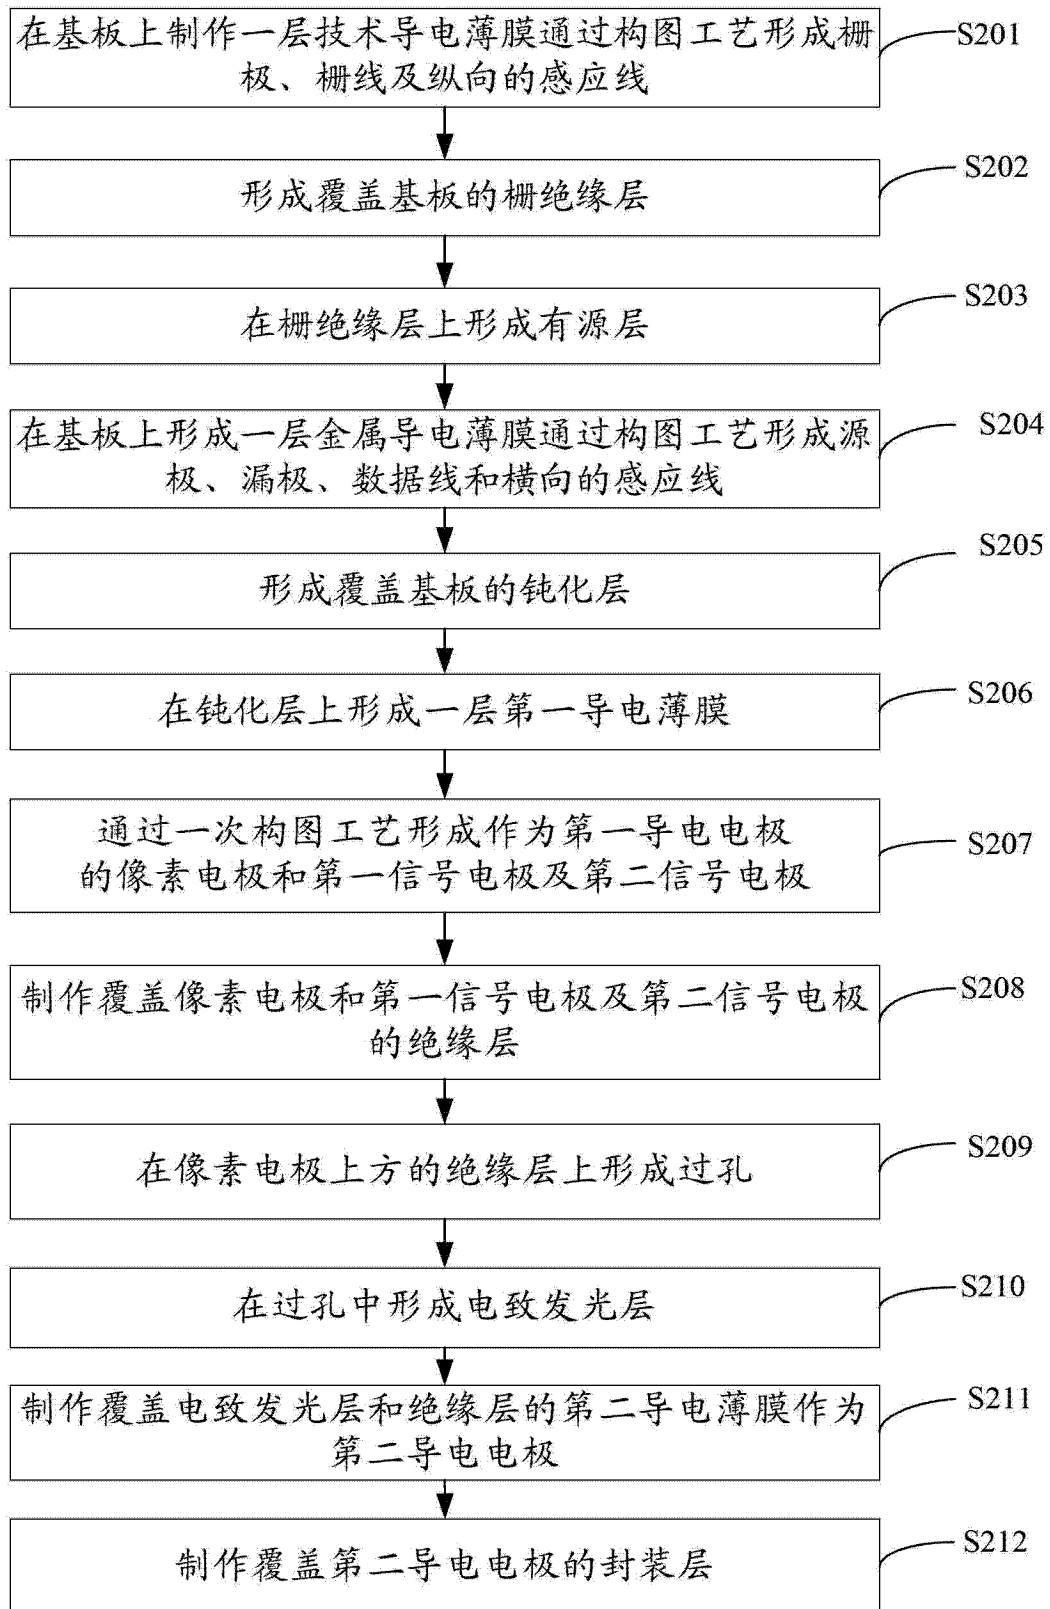 在基板上制作一层技术导电薄膜通过构图工艺形成栅
极、栅线及纵向的感应线
S201
形成覆盖基板的栅绝缘层
S202
在栅绝缘层上形成有源层
S203
在基板上形成一层金属导电薄膜通过构图工艺形成源
极、漏极、数据线和横向的感应线
S204
形成覆盖基板的钝化层
S205
在钝化层上形成一层第一导电薄膜
S206
通过一次构图工艺形成作为第一导电电极
的像素电极和第一信号电极及第二信号电极
S207
制作覆盖像素电极和第一信号电极及第二信号电极
的绝缘层
S208
在像素电极上方的绝缘层上形成过孔
S209
在过孔中形成电致发光层
S210
制作覆盖电致发光层和绝缘层的第二导电薄膜作为
第二导电电极
S211
制作覆盖第二导电电极的封装层
S212